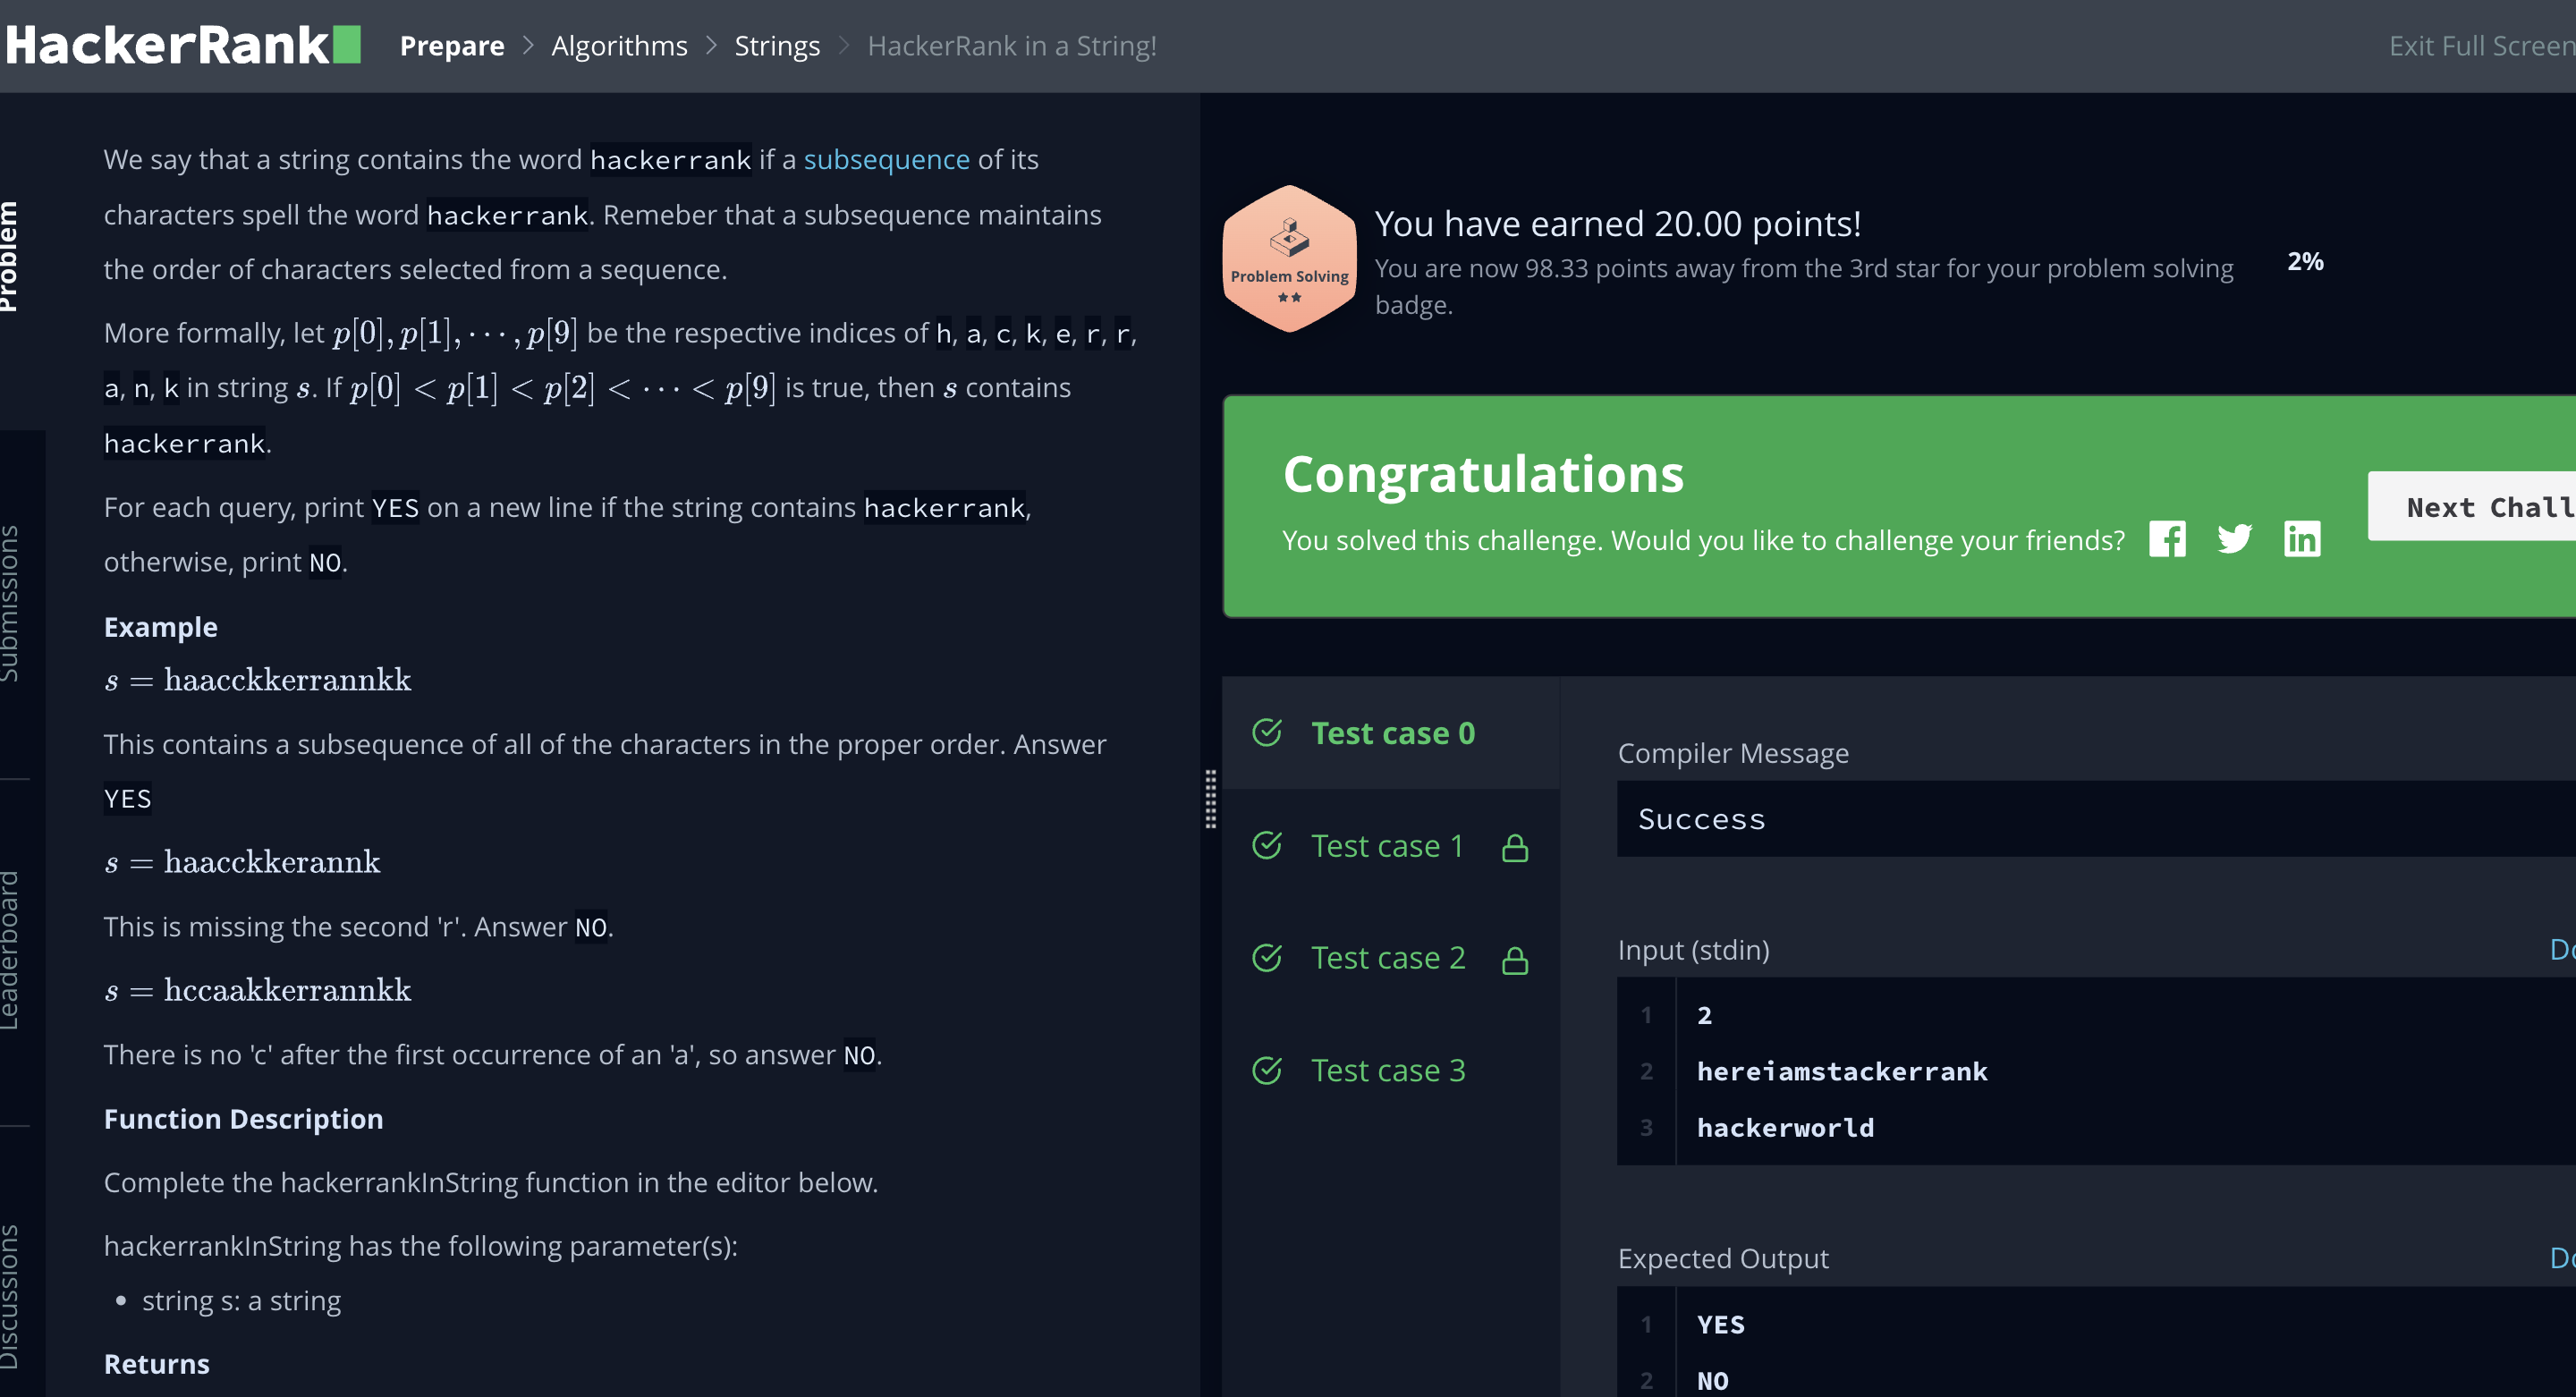 HackerRank
Prepare > Algorithms > Strings > HackerRank in a String!
Exit Full Screen
Problem
Submissions
Leaderboard
Discussions
We say that a string contains the word hackerrank if a subsequence of its
characters spell the word hackerrank. Remeber that a subsequence maintains
the order of characters selected from a sequence.
More formally, let p[0], p[1], ⋯, p[9] be the respective indices of h, a, c, k, e, r, r,
a, n, k in string s. If p[0] < p[1] < p[2] < ⋯ < p[9] is true, then s contains
hackerrank.
For each query, print YES on a new line if the string contains hackerrank,
otherwise, print NO.
Example
s = haacckkerrannkk
This contains a subsequence of all of the characters in the proper order. Answer
YES
s = haacckkerannk
This is missing the second 'r'. Answer NO.
s = hccaakkerrannkk
There is no 'c' after the first occurrence of an 'a', so answer NO.
Function Description
Complete the hackerrankInString function in the editor below.
hackerrankInString has the following parameter(s):
• string s: a string
Returns
Problem Solving
You have earned 20.00 points!
You are now 98.33 points away from the 3rd star for your problem solving
badge.
2%
Congratulations
You solved this challenge. Would you like to challenge your friends?
Next Chall
Test case 0
Test case 1
Test case 2
Test case 3
Compiler Message
Success
Input (stdin)
Do
1 2
2 hereiamstackerrank
3 hackerworld
Expected Output
Do
1 YES
2 NO